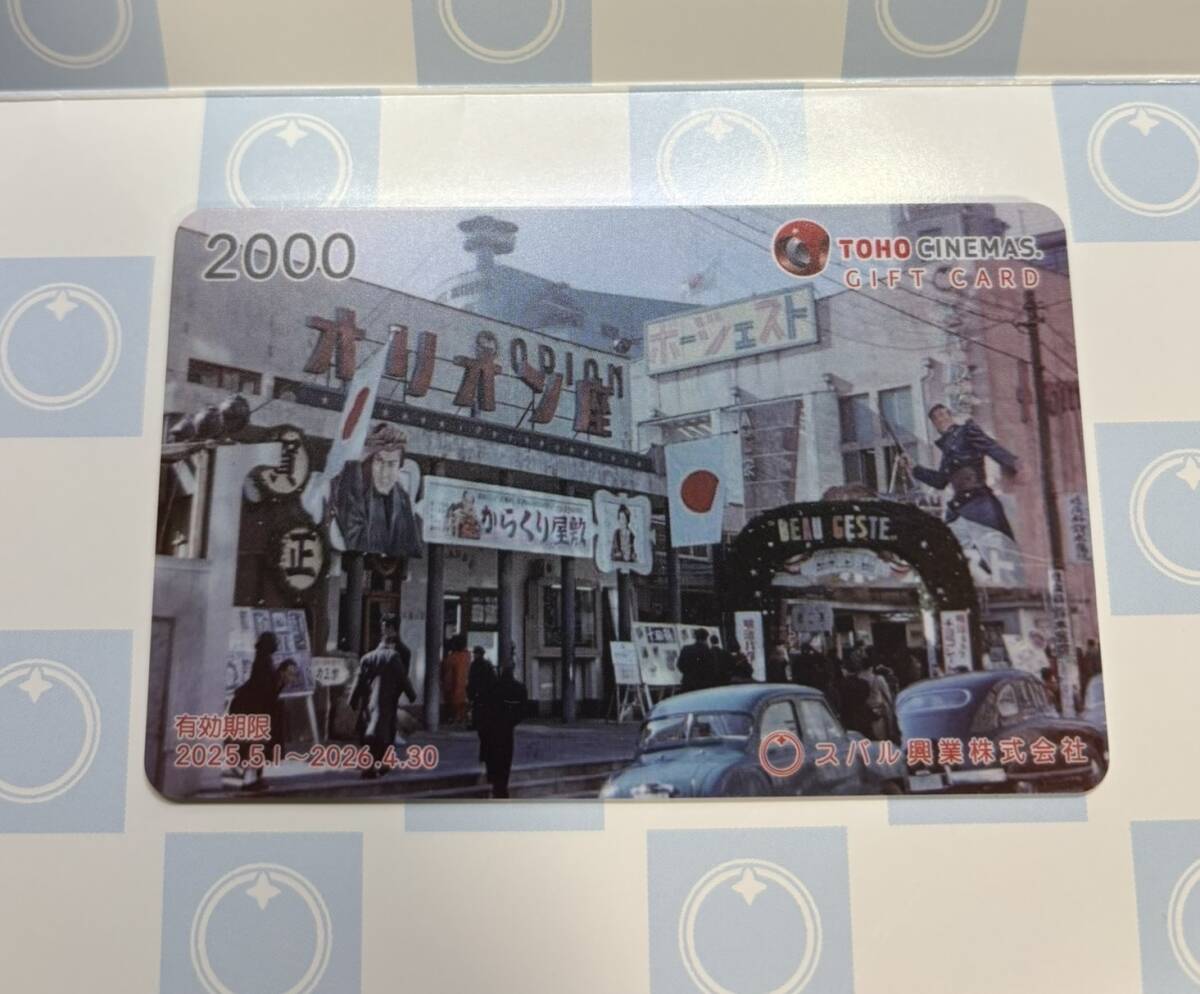 2000
TOHO CINEMAS.
GIFT CARD
ORION
オリオン座
ボージェスト
賀
正
からくり屋敷
BEAU GESTE.
有効期限
2025.5.1～2026.4.30
スバル興業株式会社